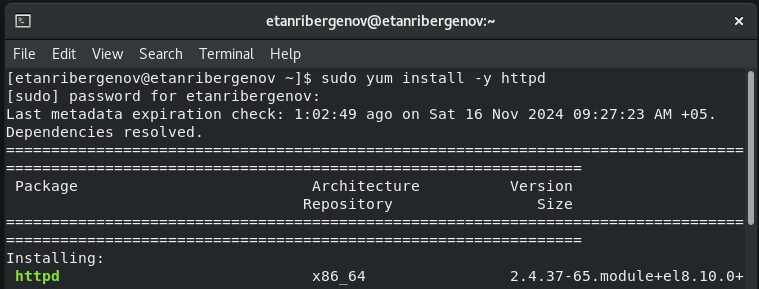 etanribergenov@etanribergenov:~
File Edit View Search Terminal Help
[etanribergenov@etanribergenov ~]$ sudo yum install -y httpd
[sudo] password for etanribergenov:
Last metadata expiration check: 1:02:49 ago on Sat 16 Nov 2024 09:27:23 AM +05.
Dependencies resolved.
==================================================================================
================================================================
Package Architecture Version
Repository Size
==================================================================================
================================================================
Installing:
httpd x86_64 2.4.37-65.module+el8.10.0+